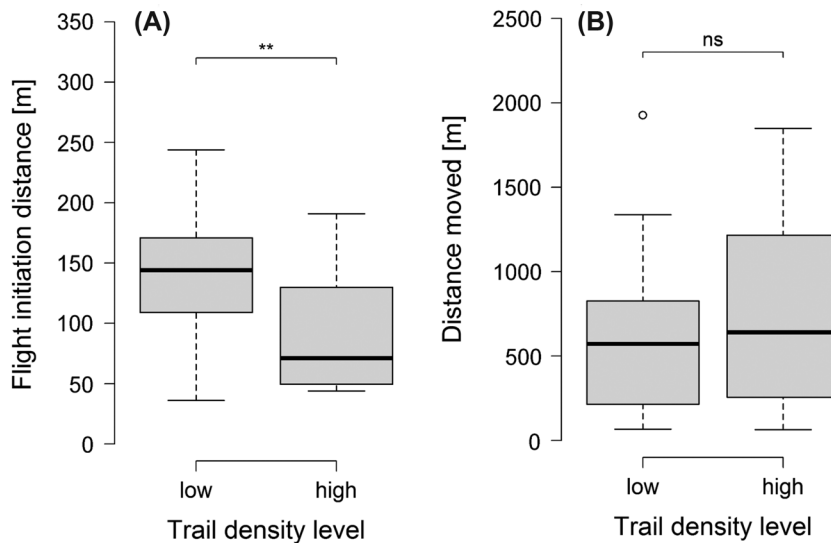 (A)
Flight initiation distance [m]
350
300
250
200
150
100
50
0
**
low high
Trail density level
(B)
Distance moved [m]
2500
2000
1500
1000
500
0
ns
low high
Trail density level